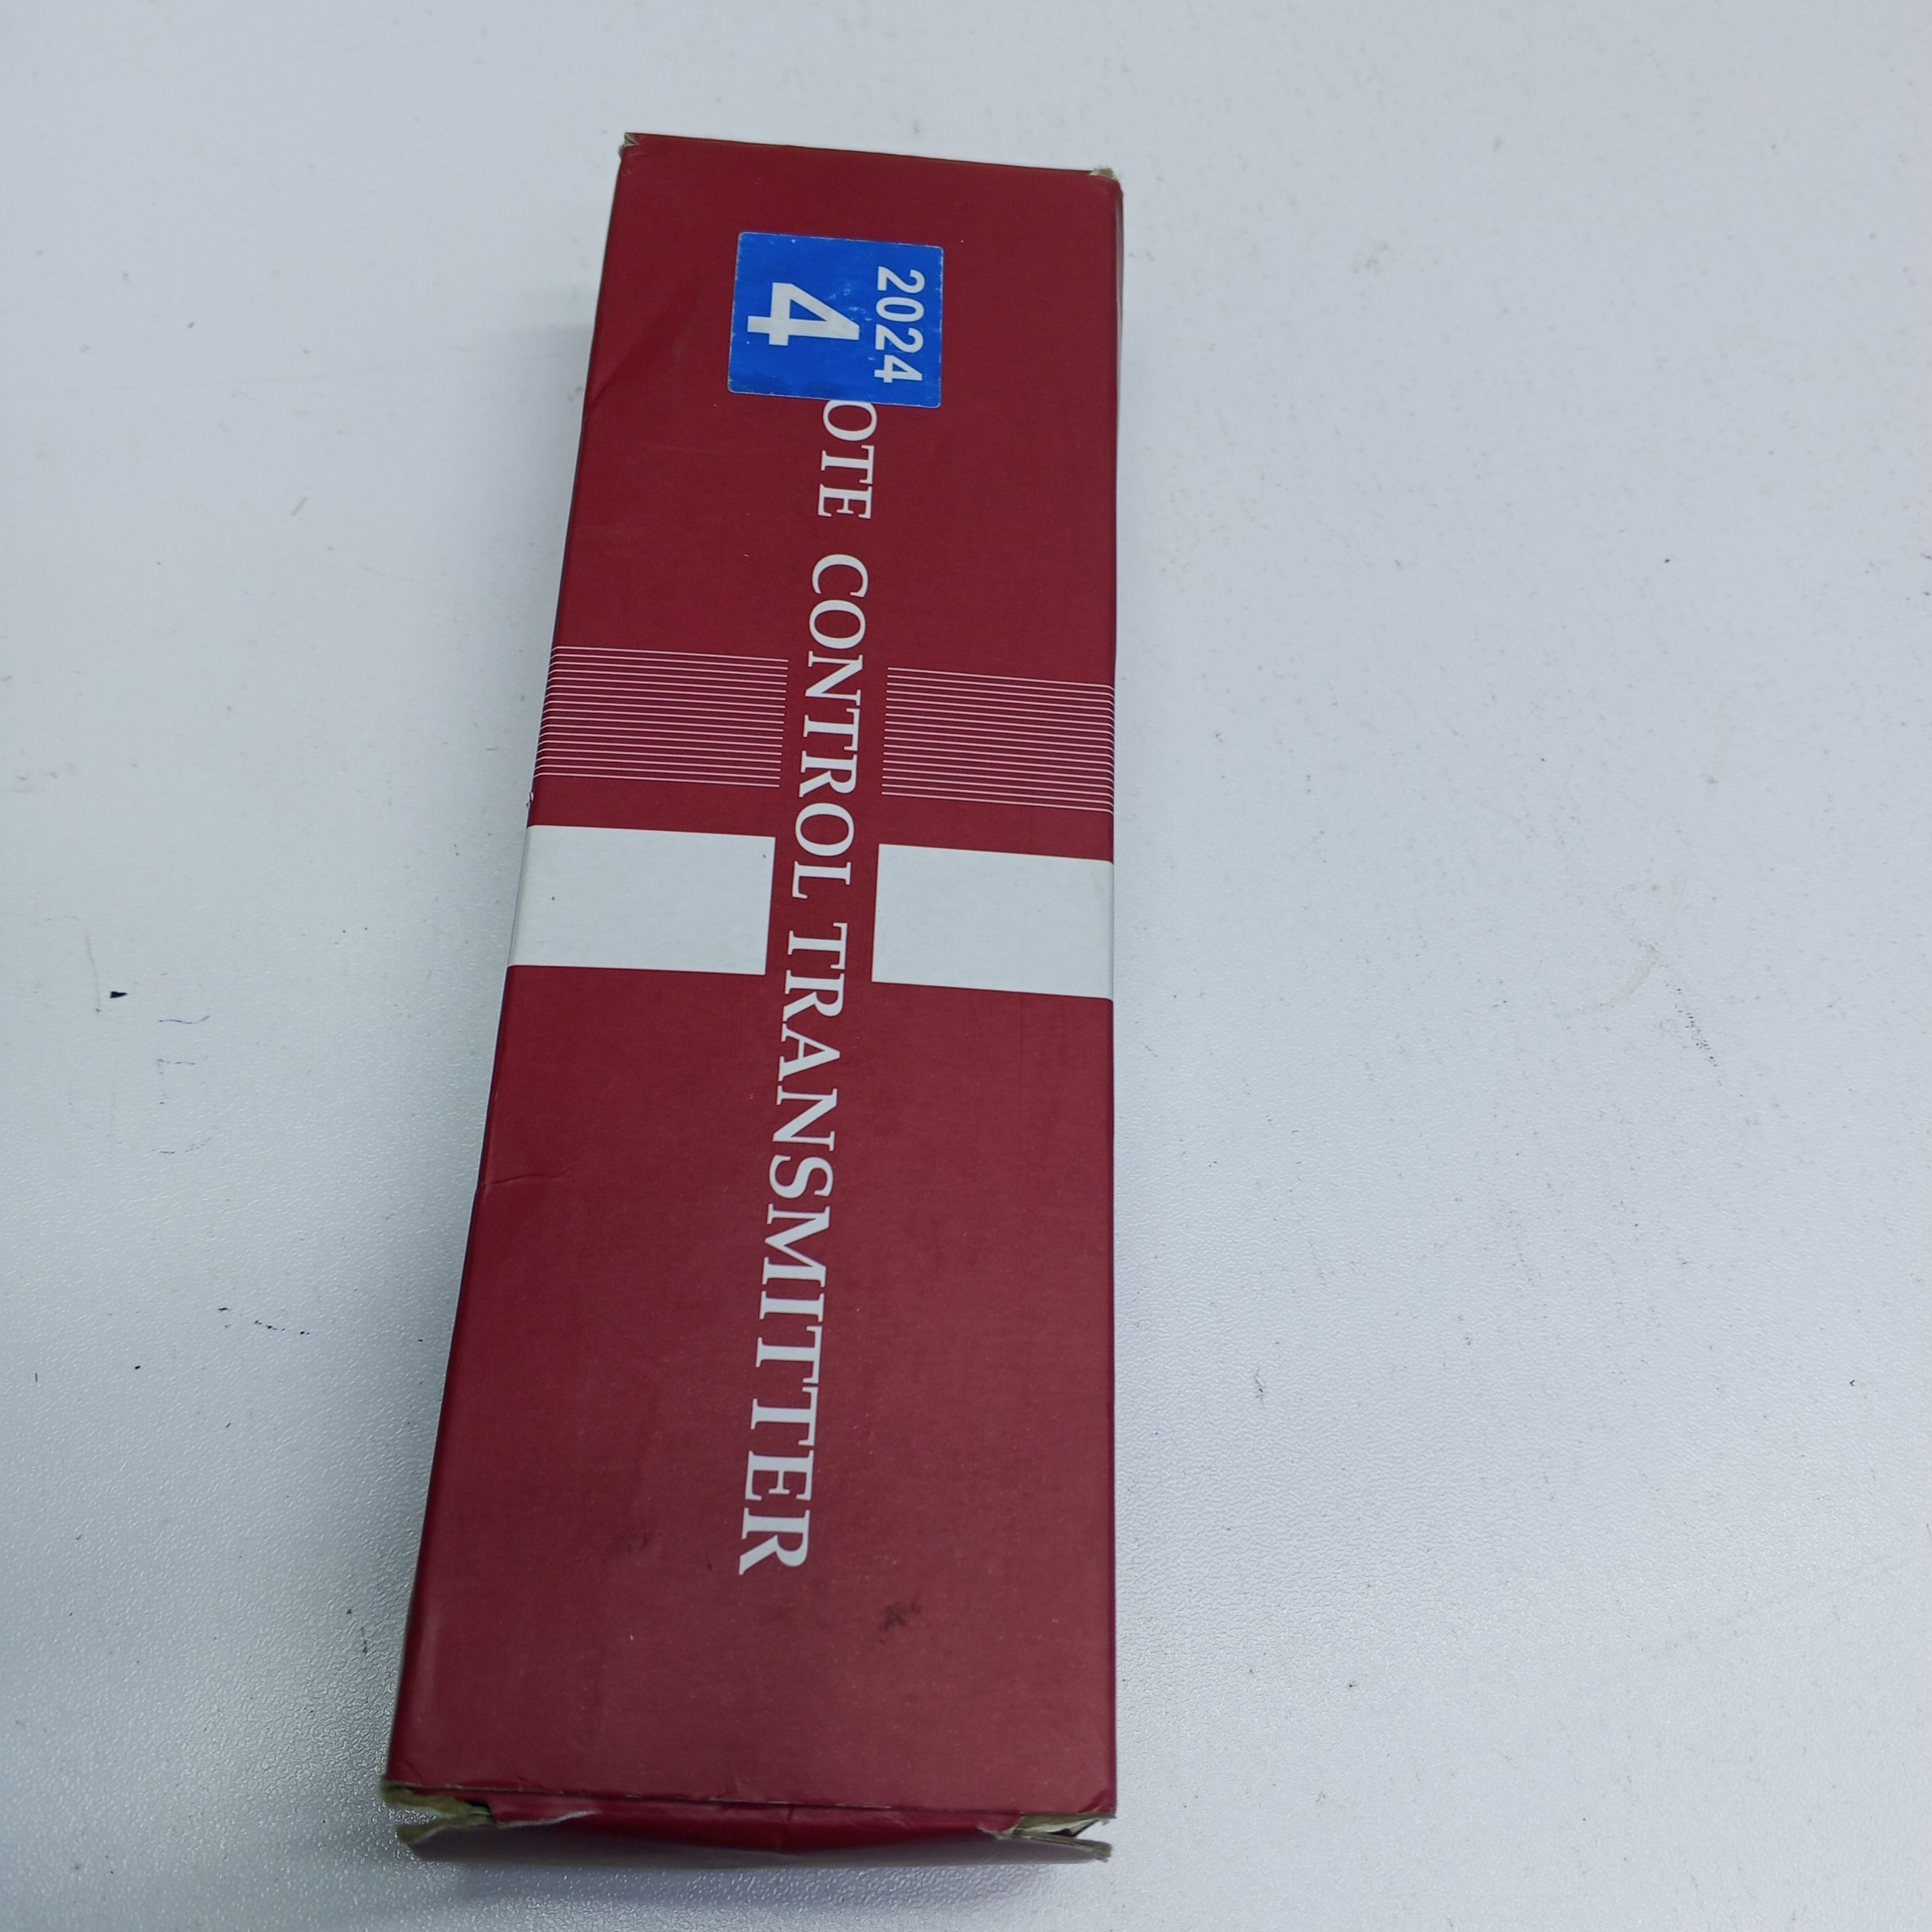 2024
4
OTE CONTROL TRANSMITTER